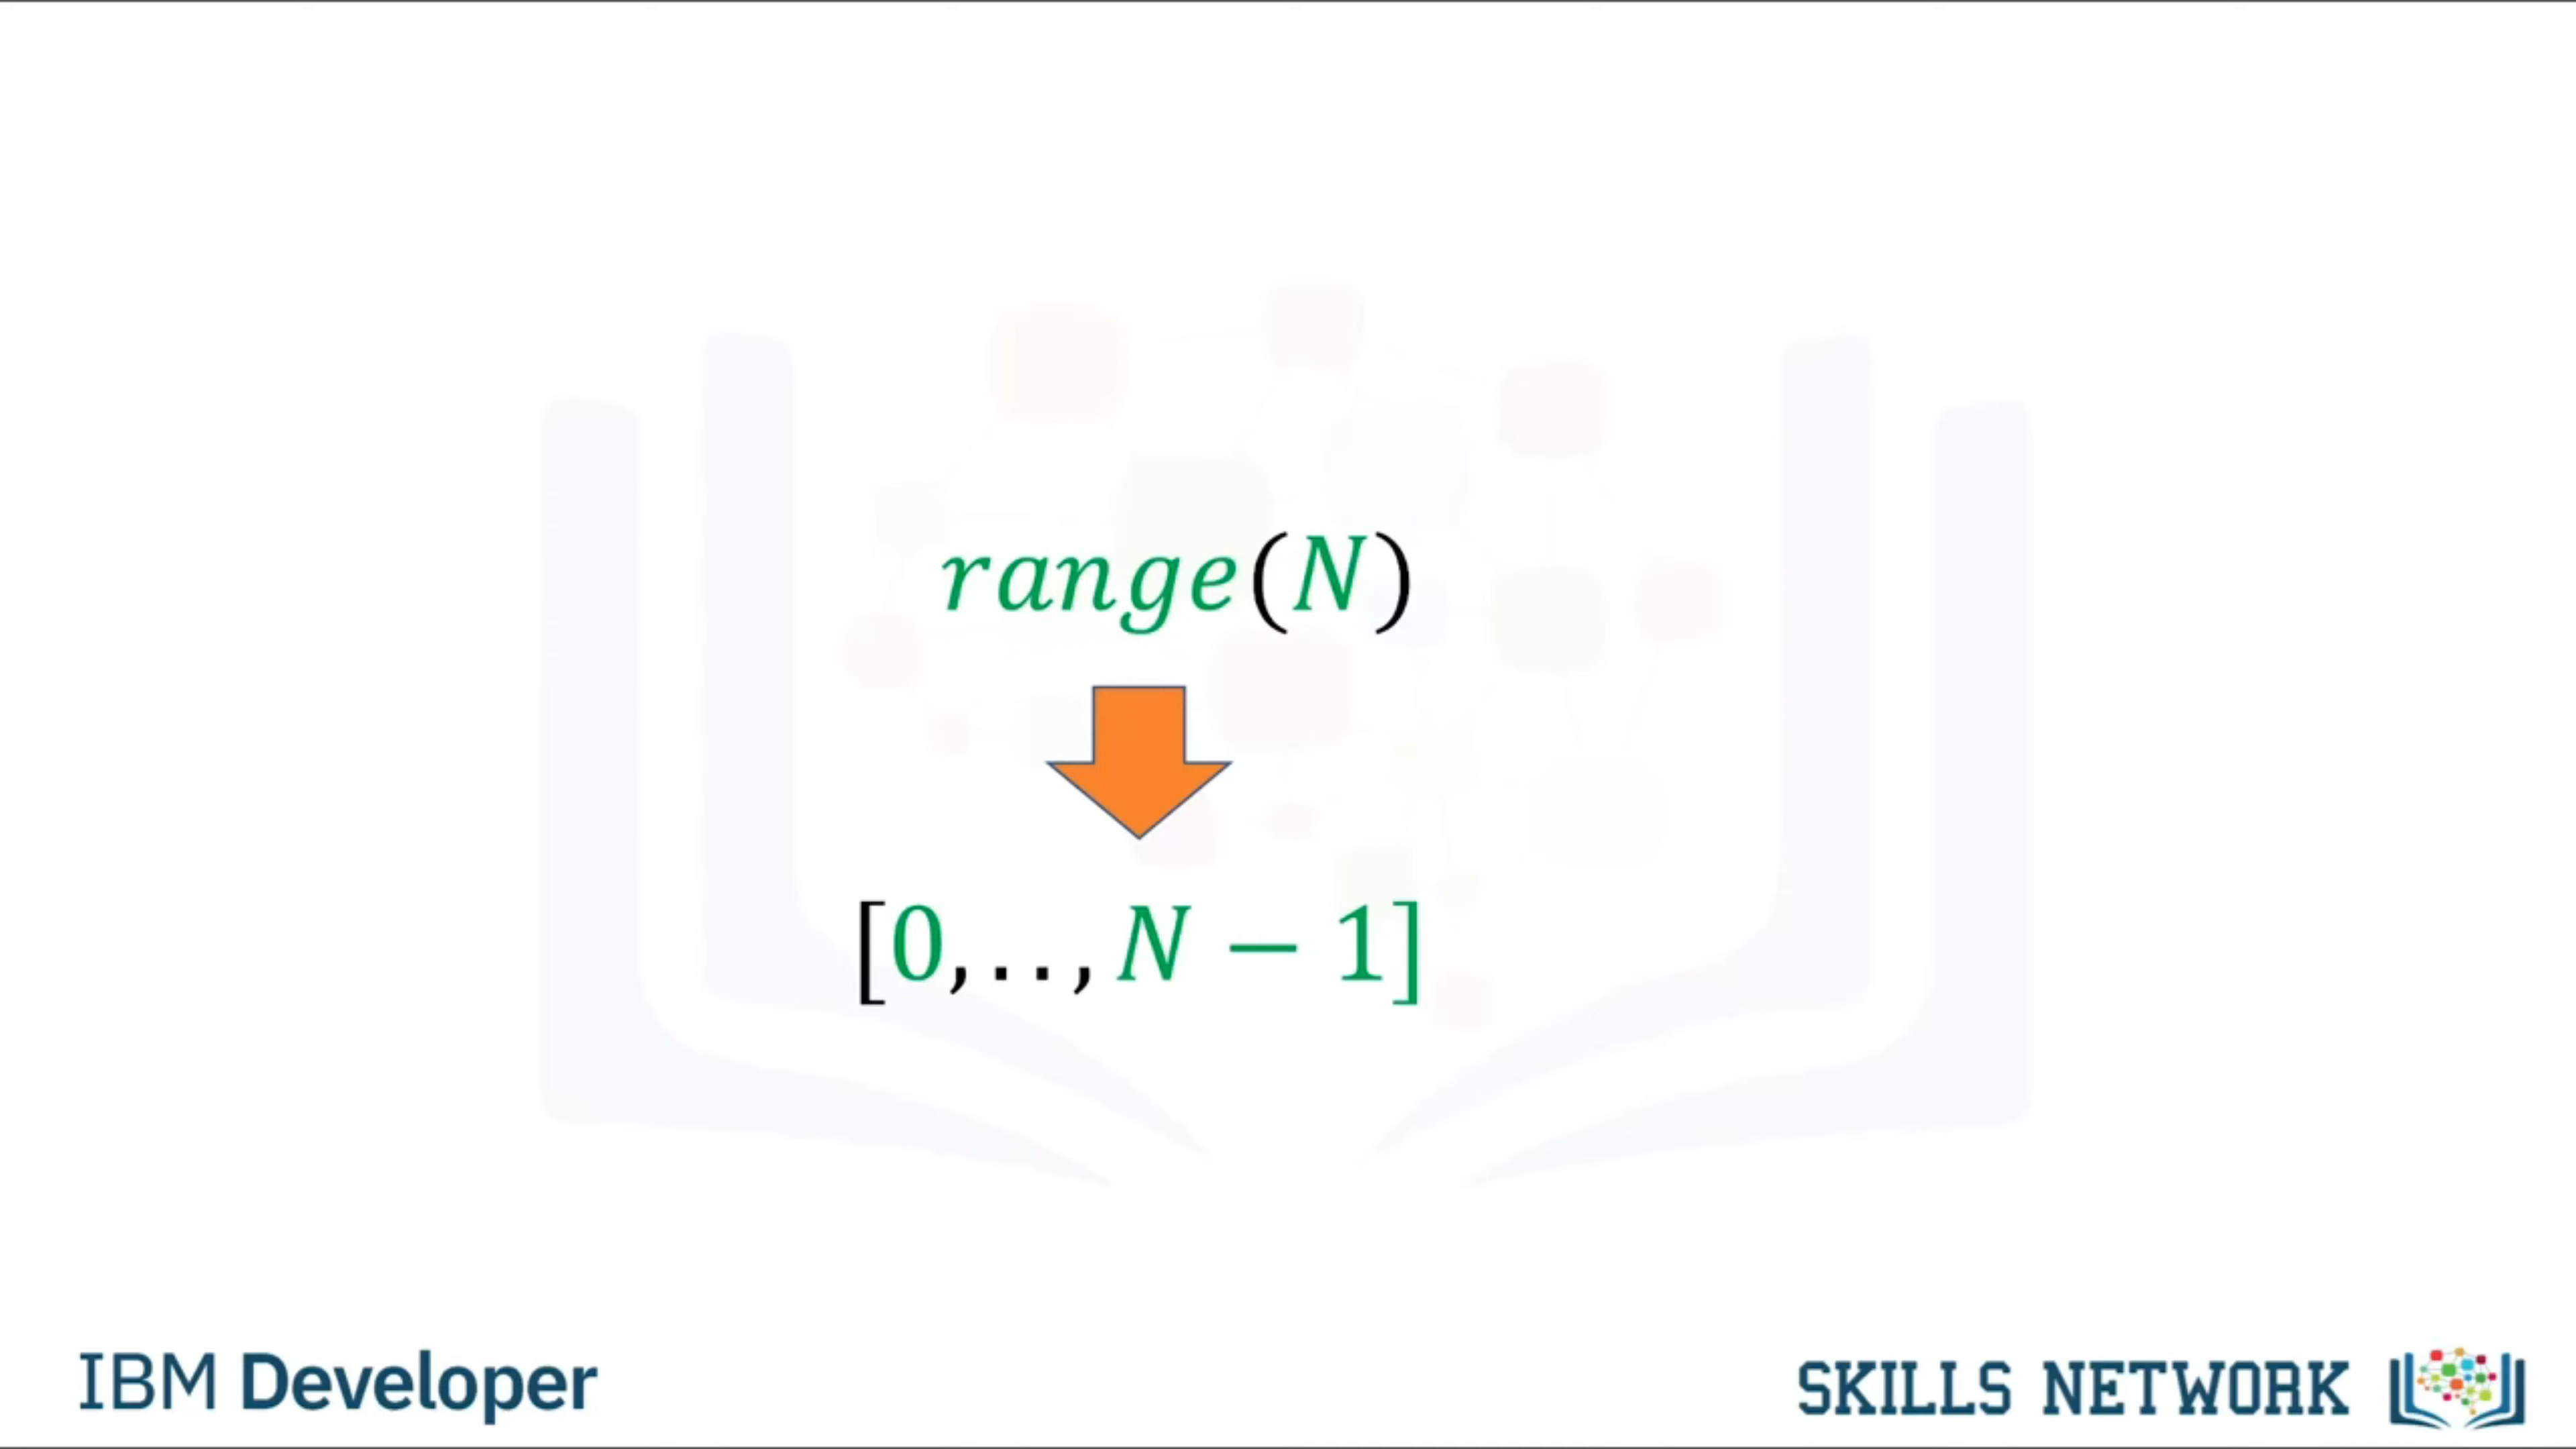 range(N)
[0,..,N − 1]
IBM Developer
SKILLS NETWORK